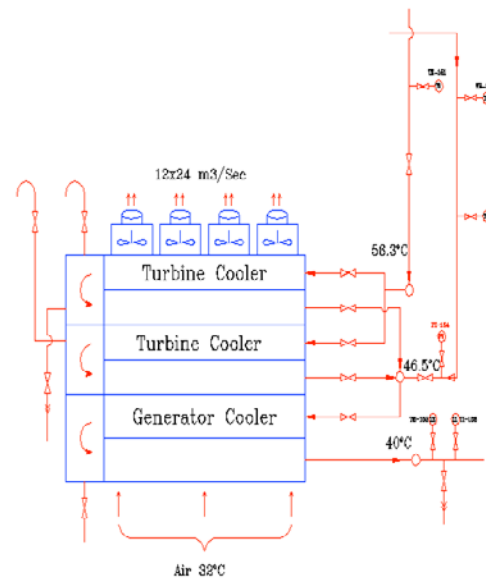 12x24 m3/Sec
56.3°C
Turbine Cooler
Turbine Cooler
46.5°C
Generator Cooler
40°C
Air 32°C